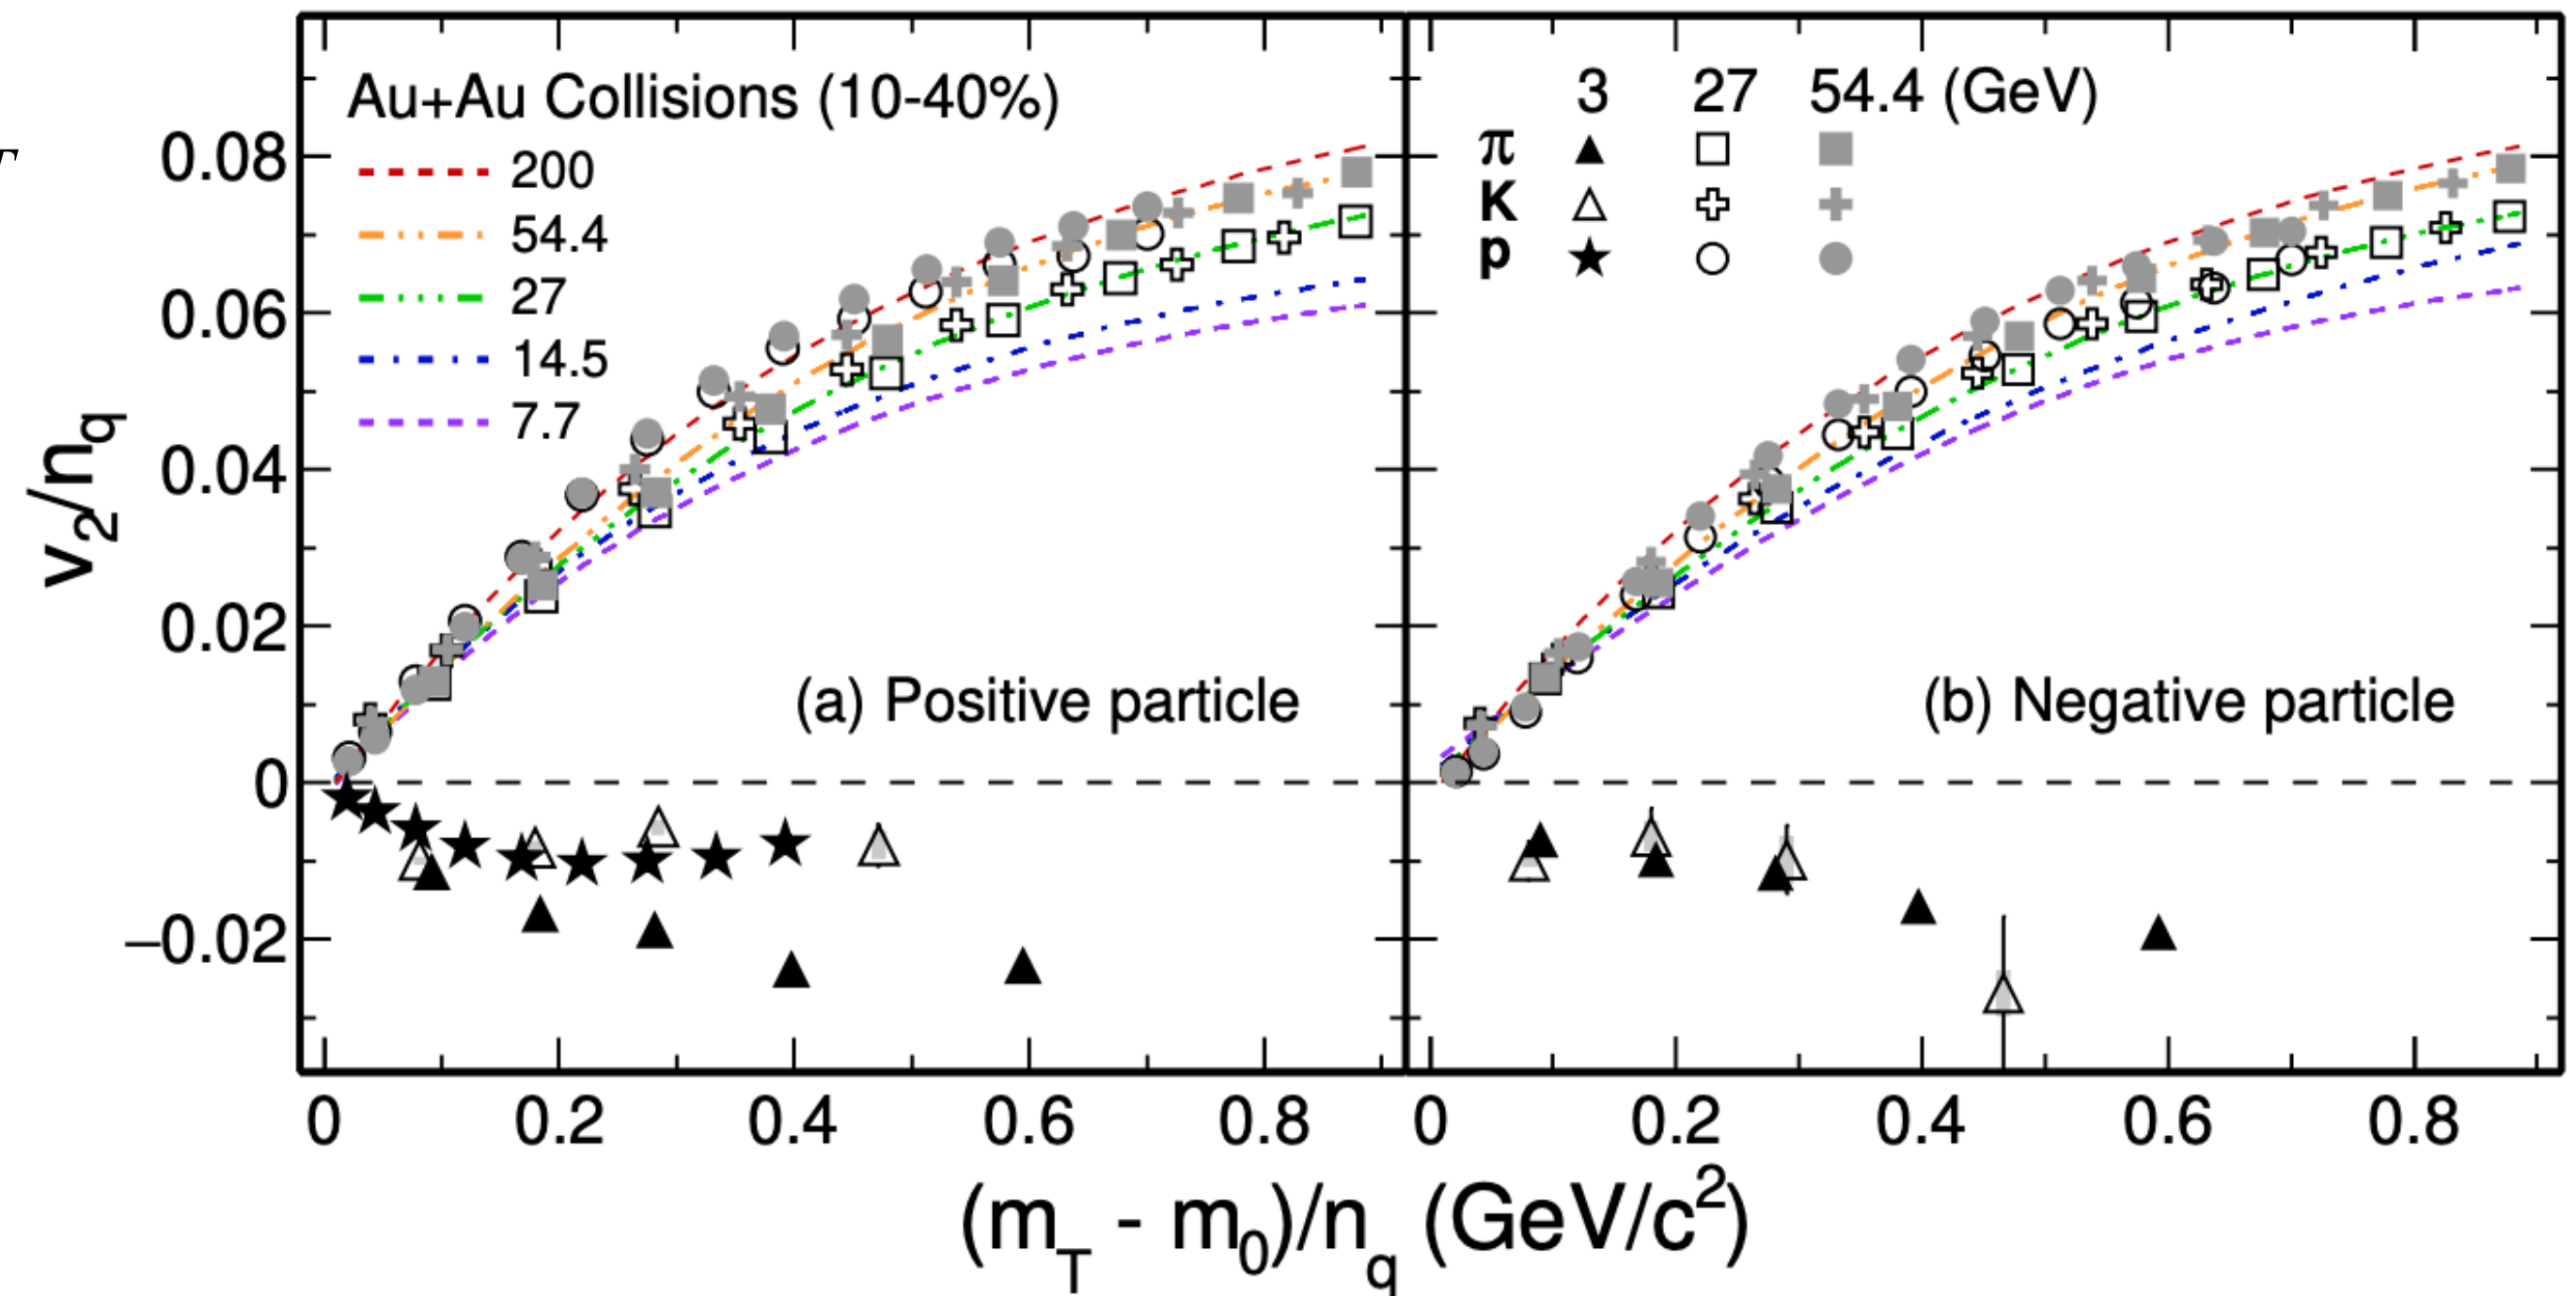 Au+Au Collisions (10-40%)
200
54.4
27
14.5
7.7
3 27 54.4 (GeV)
π
K
p
(a) Positive particle
(b) Negative particle
0.08
0.06
0.04
0.02
0
−0.02
v2/nq
0 0.2 0.4 0.6 0.8
0 0.2 0.4 0.6 0.8
(mT - m0)/nq (GeV/c²)